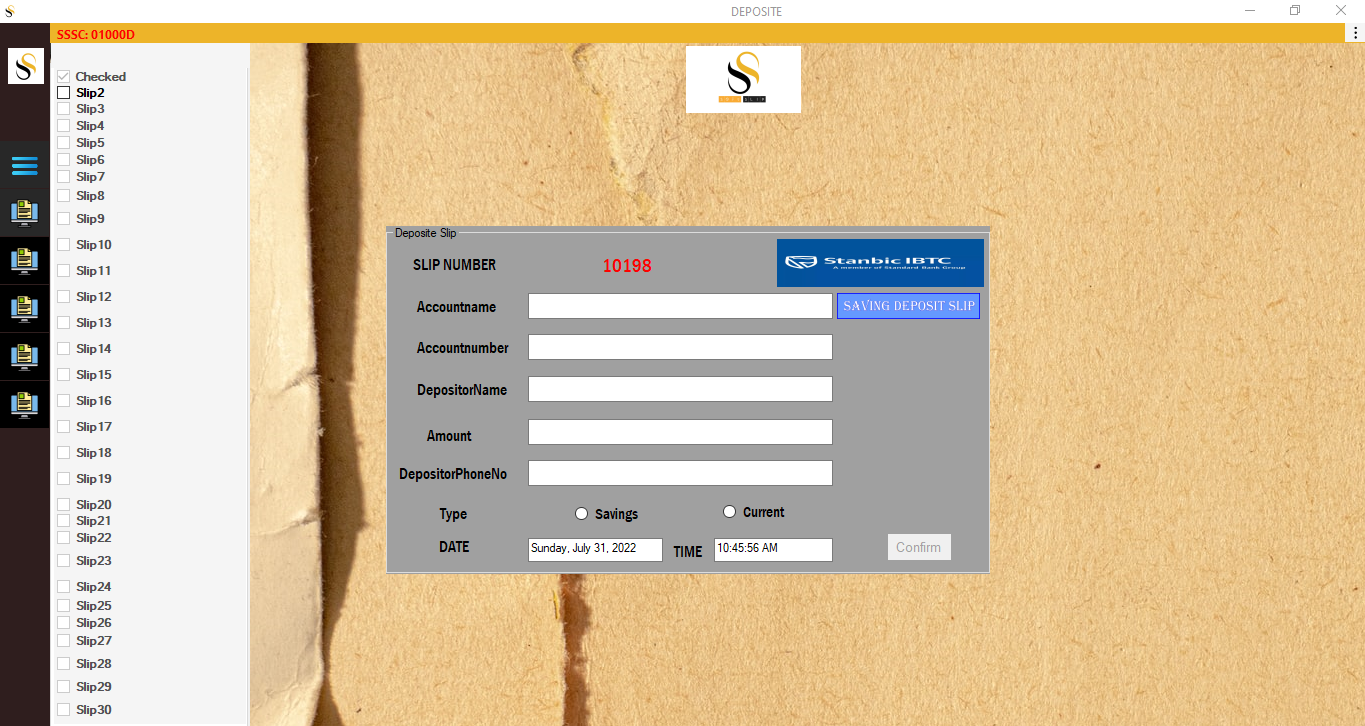 DEPOSITE
SSSC: 01000D
Checked
Slip2
Slip3
Slip4
Slip5
Slip6
Slip7
Slip8
Slip9
Slip10
Slip11
Slip12
Slip13
Slip14
Slip15
Slip16
Slip17
Slip18
Slip19
Slip20
Slip21
Slip22
Slip23
Slip24
Slip25
Slip26
Slip27
Slip28
Slip29
Slip30
Deposite Slip
SLIP NUMBER 10198
Stanbic IBTC
A member of Standard Bank Group
Accountname
SAVING DEPOSIT SLIP
Accountnumber
DepositorName
Amount
DepositorPhoneNo
Type Savings Current
DATE Sunday, July 31, 2022 TIME 10:45:56 AM
Confirm